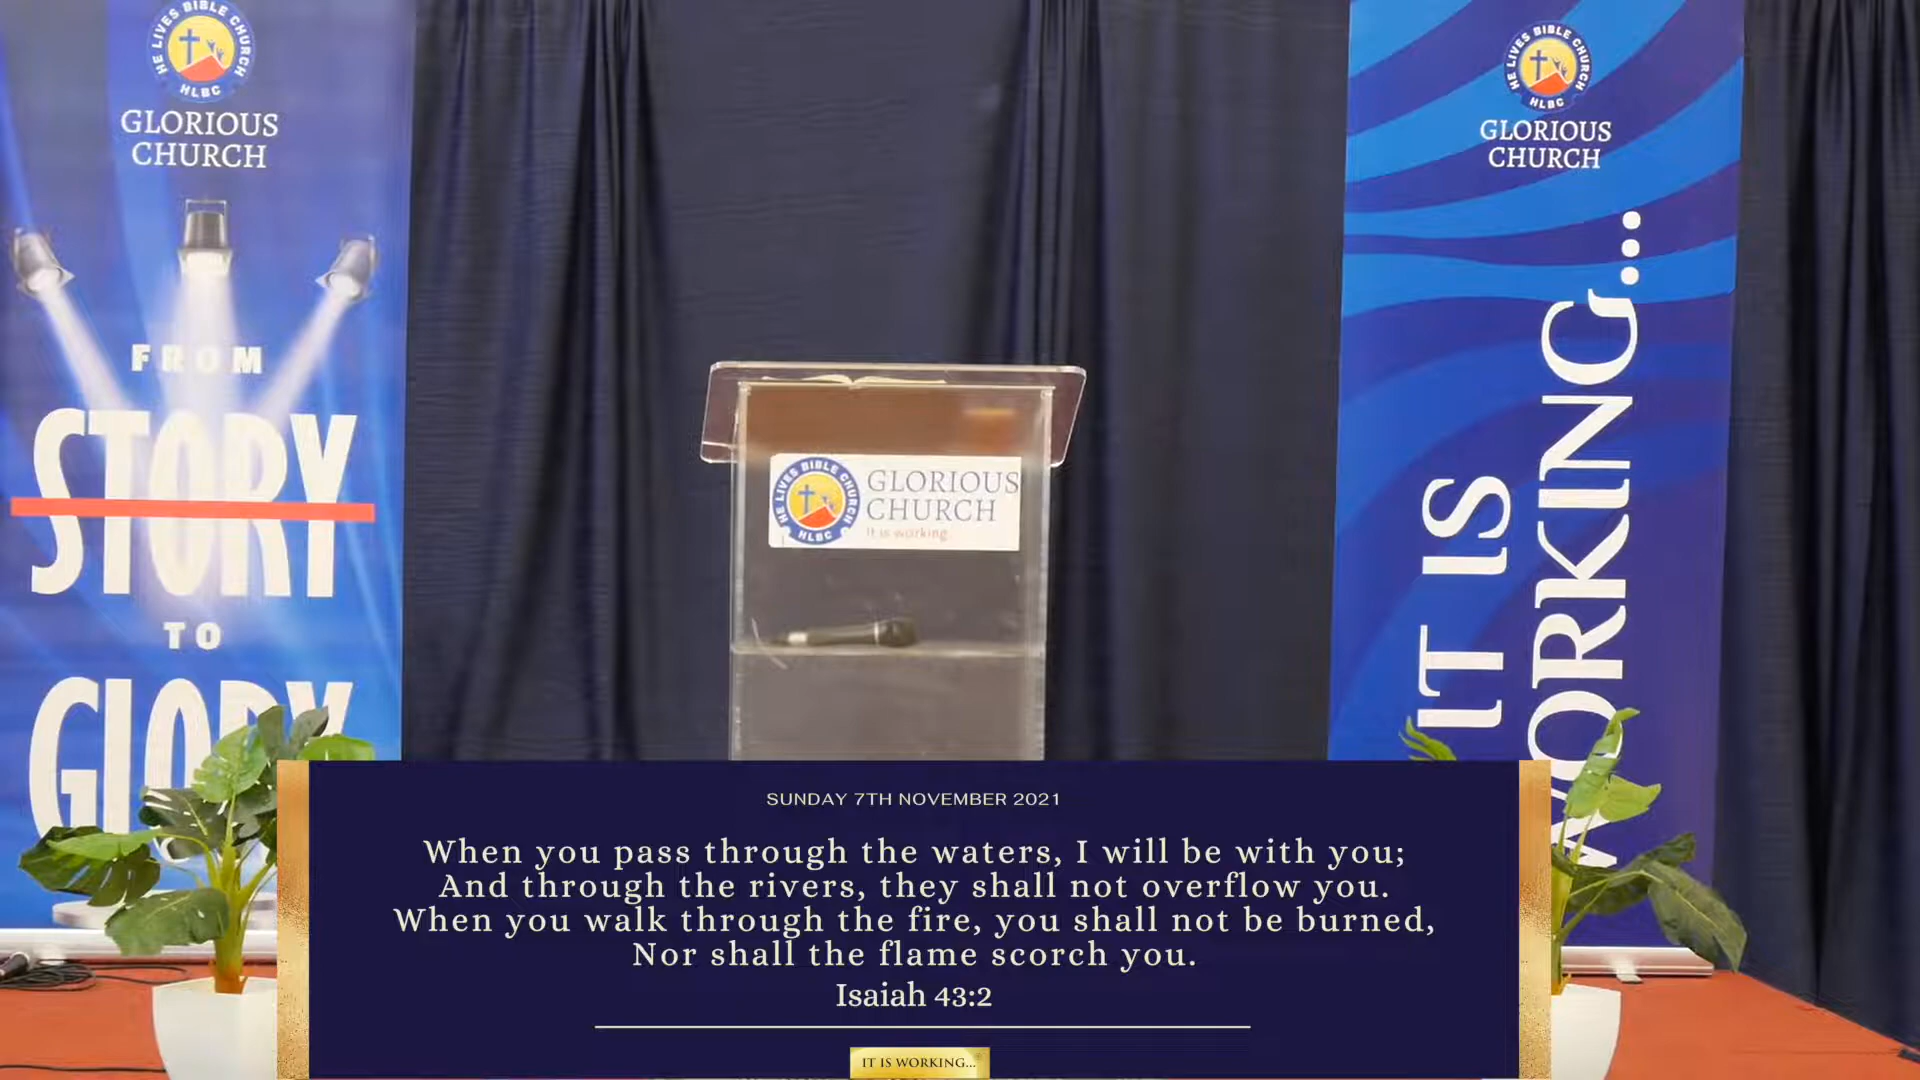 HE LIVES BIBLE CHURCH
HLBC
GLORIOUS
CHURCH
FROM
STORY
TO
GLORY
HE LIVES BIBLE CHURCH
HLBC
GLORIOUS
CHURCH
IT IS
WORKING...
HE LIVES BIBLE CHURCH
HLBC
GLORIOUS
CHURCH
It is working
SUNDAY 7TH NOVEMBER 2021
When you pass through the waters, I will be with you;
And through the rivers, they shall not overflow you.
When you walk through the fire, you shall not be burned,
Nor shall the flame scorch you.
Isaiah 43:2
IT IS WORKING...